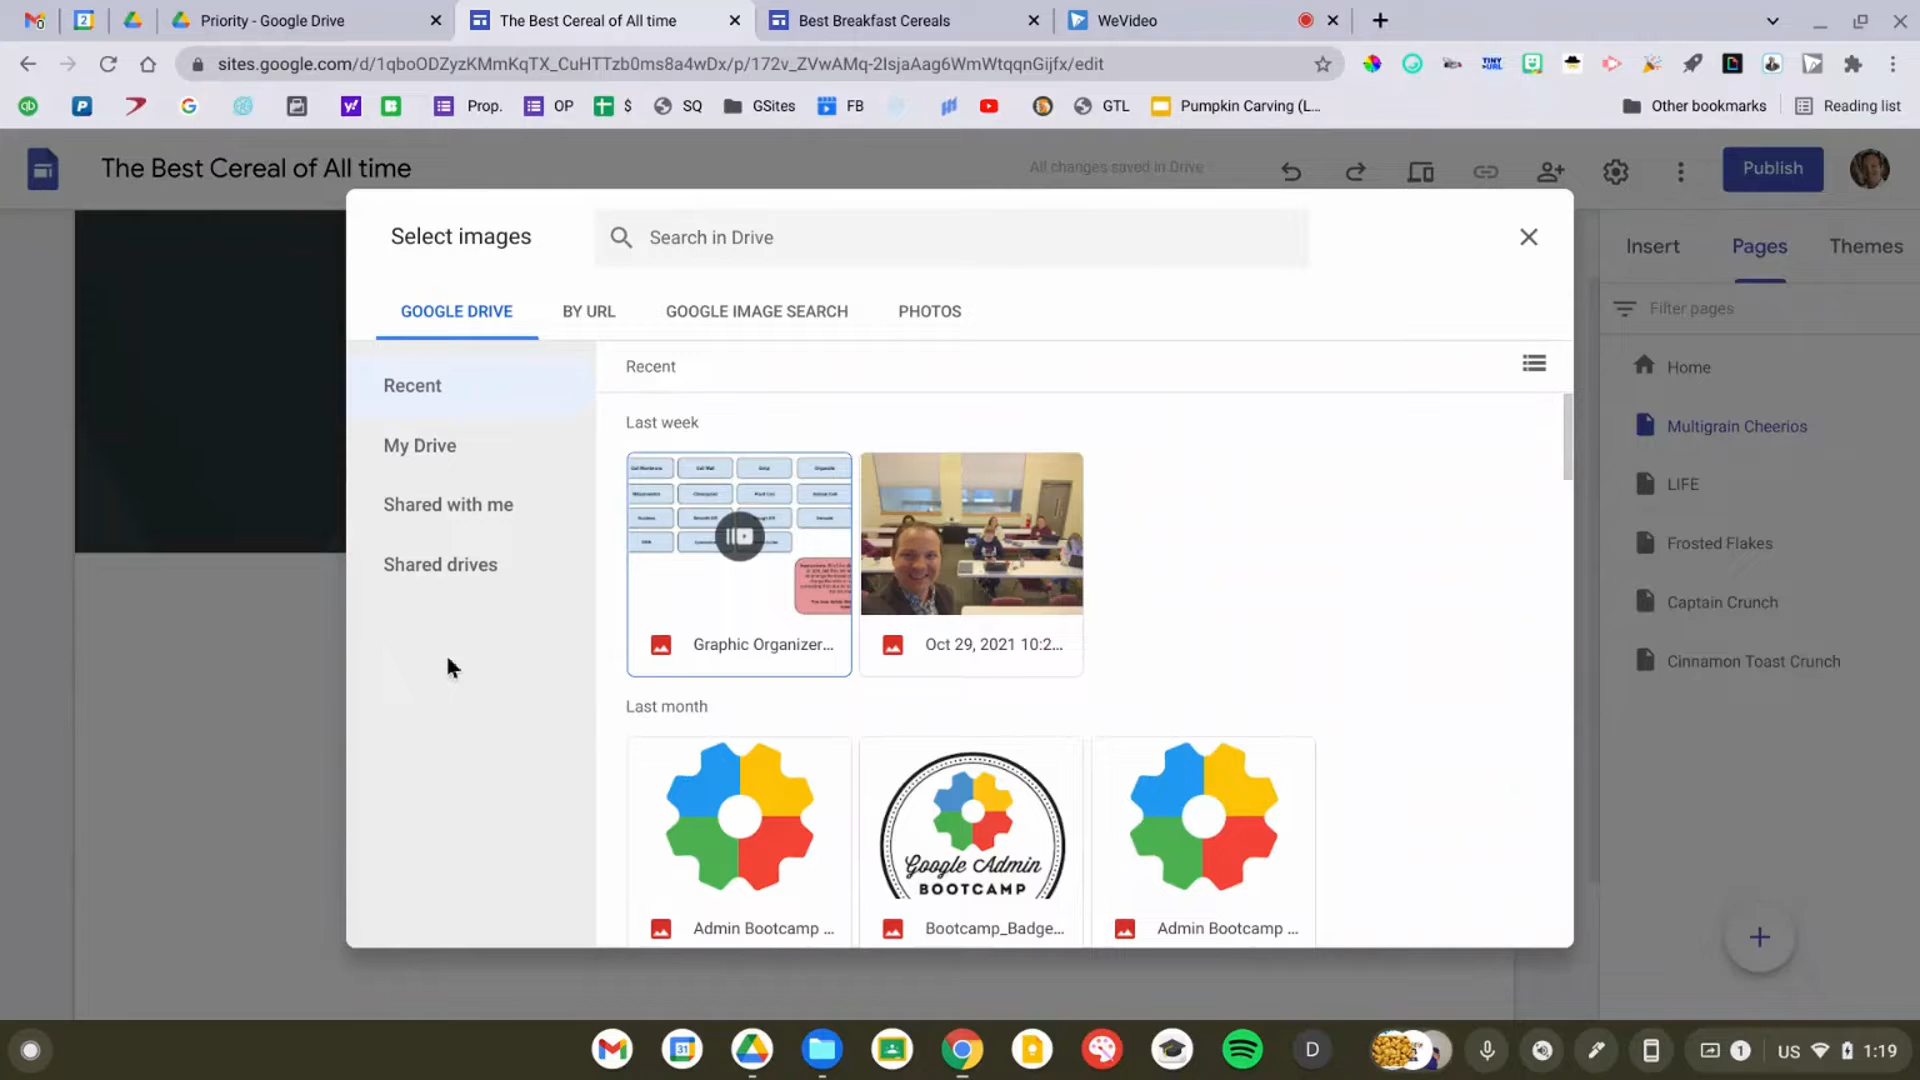 Priority - Google Drive
The Best Cereal of All time
Best Breakfast Cereals
WeVideo
sites.google.com/d/1qboODZyzKMmKqTX_CuHTTzb0ms8a4wDx/p/172v_ZVwAMq-2IsjaAag6WmWtqqnGijfx/edit
TINY
URL
Prop.
OP
$
SQ
GSites
FB
GTL
Pumpkin Carving (L...
Other bookmarks
Reading list
The Best Cereal of All time
All changes saved in Drive
Publish
Select images
Search in Drive
Insert
Pages
Themes
GOOGLE DRIVE
BY URL
GOOGLE IMAGE SEARCH
PHOTOS
Filter pages
Recent
My Drive
Shared with me
Shared drives
Recent
Last week
Graphic Organizer...
Oct 29, 2021 10:2...
Last month
Google Admin
BOOTCAMP
Admin Bootcamp ...
Bootcamp_Badge...
Admin Bootcamp ...
Home
Multigrain Cheerios
LIFE
Frosted Flakes
Captain Crunch
Cinnamon Toast Crunch
31
D
1
US
1:19